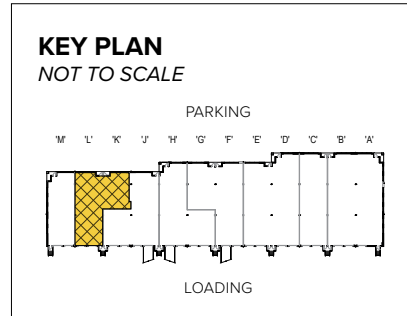 KEY PLAN
NOT TO SCALE
PARKING
'M' 'L' 'K' 'J' 'H' 'G' 'F' 'E' 'D' 'C' 'B' 'A'
LOADING